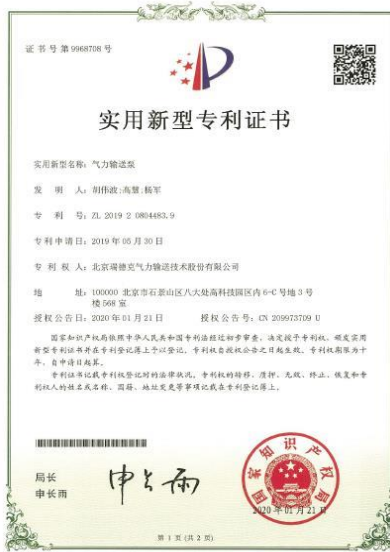 证书号第9968708号
实用新型专利证书
实用新型名称：气力输送泵
发 明 人：胡伟波;高慧;杨军
专 利 号：ZL 2019 2 0804483.9
专利申请日：2019年05月30日
专 利 权 人：北京瑞德克气力输送技术股份有限公司
地 址：100000 北京市石景山区八大处高科技园区内6-C号地3号
楼568室
授权公告日：2020年01月21日 授权公告号：CN 209973709 U
国家知识产权局依照中华人民共和国专利法经过初步审查，决定授予专利权，颁发实用
新型专利证书并在专利登记簿上予以登记。专利权自授权公告之日起生效。专利权期限为十
年，自申请日起算。
专利证书记载专利权登记时的法律状况。专利权的转移、质押、无效、终止、恢复和专
利权人的姓名或名称、国籍、地址变更等事项记载在专利登记簿上。
局长
申长雨
申长雨
国家知识产权局
2020年01月21日
第 1 页 (共 2 页)